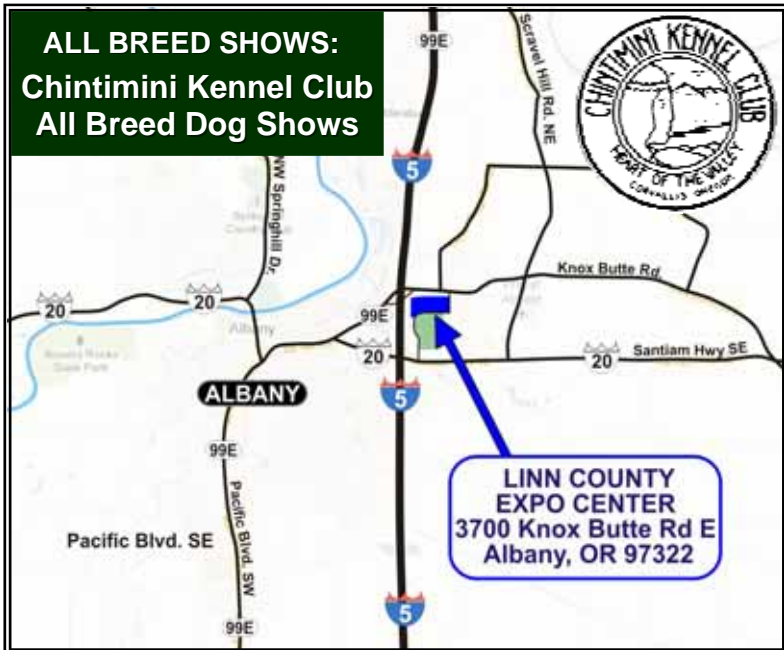 ALL BREED SHOWS:
Chintimini Kennel Club
All Breed Dog Shows
99E
Scravel Hill Rd. NE
CHINTIMINI KENNEL CLUB
HEART OF THE VALLEY
CORVALLIS OREGON
5
NW Springhill Dr.
Knox Butte Rd
20
20
Albany
99E
20
Santiam Hwy SE
20
ALBANY
5
99E
Pacific Blvd. SW
Pacific Blvd. SE
LINN COUNTY
EXPO CENTER
3700 Knox Butte Rd E
Albany, OR 97322
5
99E